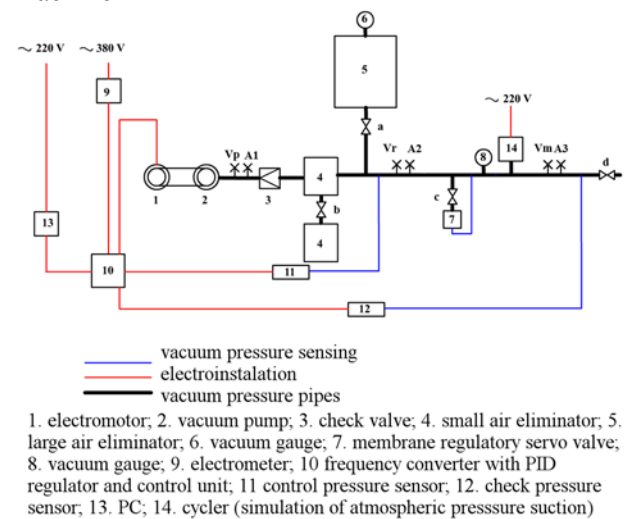 ~ 220 V ~ 380 V
6
5
9
~ 220 V
a
Vp A1
Vr A2
14
Vm A3
d
8
4
1
2
3
c
7
b
13
4
10
11
12
vacuum pressure sensing
electroinstalation
vacuum pressure pipes
1. electromotor; 2. vacuum pump; 3. check valve; 4. small air eliminator; 5.
large air eliminator; 6. vacuum gauge; 7. membrane regulatory servo valve;
8. vacuum gauge; 9. electrometer; 10 frequency converter with PID
regulator and control unit; 11 control pressure sensor; 12. check pressure
sensor; 13. PC; 14. cycler (simulation of atmospheric presssure suction)